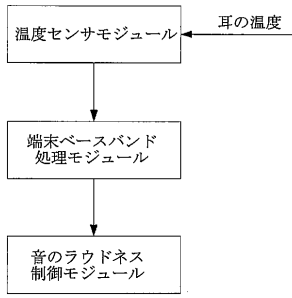 耳の温度
温度センサモジュール
端末ベースバンド
処理モジュール
音のラウドネス
制御モジュール